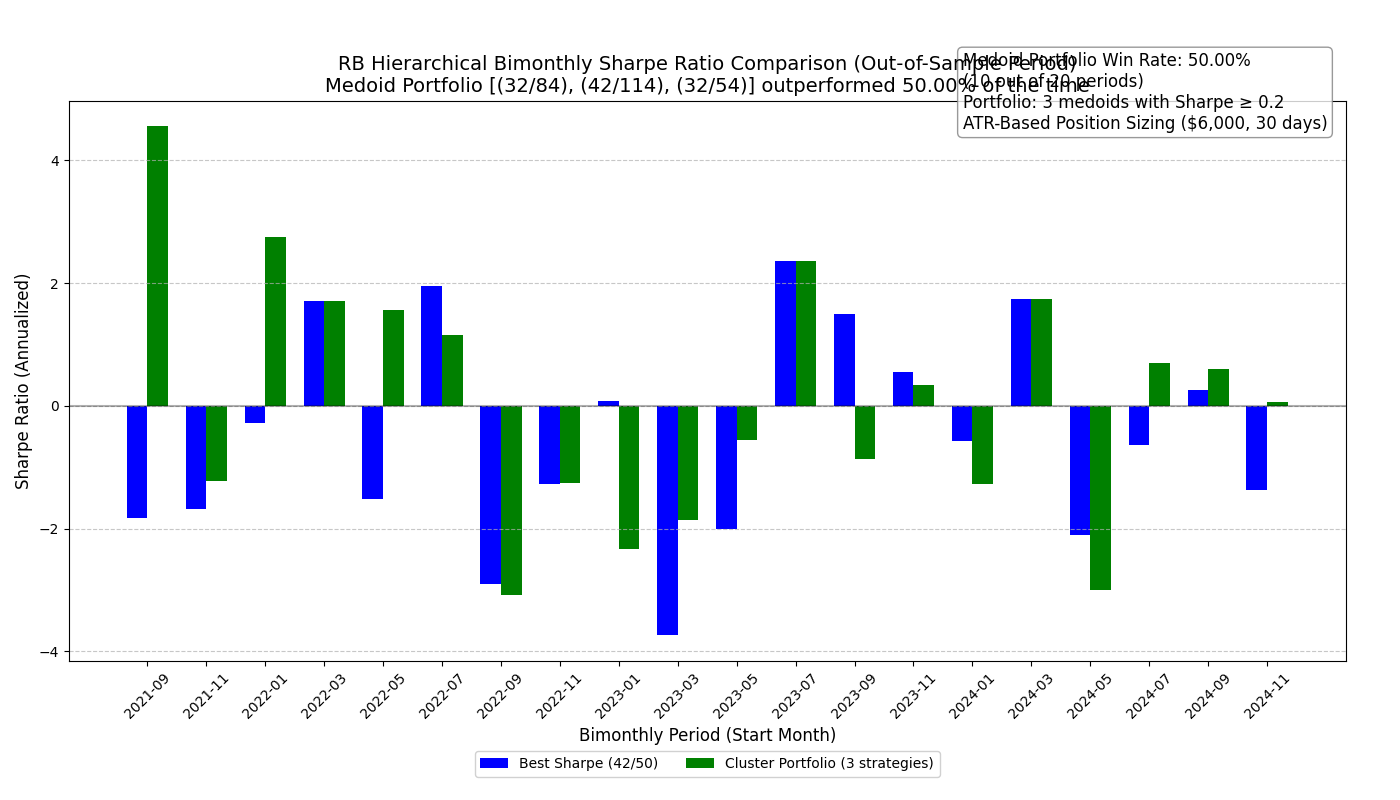 RB Hierarchical Bimonthly Sharpe Ratio Comparison (Out-of-Sample Period)
Medoid Portfolio [(32/84), (42/114), (32/54)] outperformed 50.00% of the time
Medoid Portfolio Win Rate: 50.00%
(10 out of 20 periods)
Portfolio: 3 medoids with Sharpe ≥ 0.2
ATR-Based Position Sizing ($6,000, 30 days)
Sharpe Ratio (Annualized)
4
2
0
−2
−4
2021-09
2021-11
2022-01
2022-03
2022-05
2022-07
2022-09
2022-11
2023-01
2023-03
2023-05
2023-07
2023-09
2023-11
2024-01
2024-03
2024-05
2024-07
2024-09
2024-11
Bimonthly Period (Start Month)
Best Sharpe (42/50)
Cluster Portfolio (3 strategies)